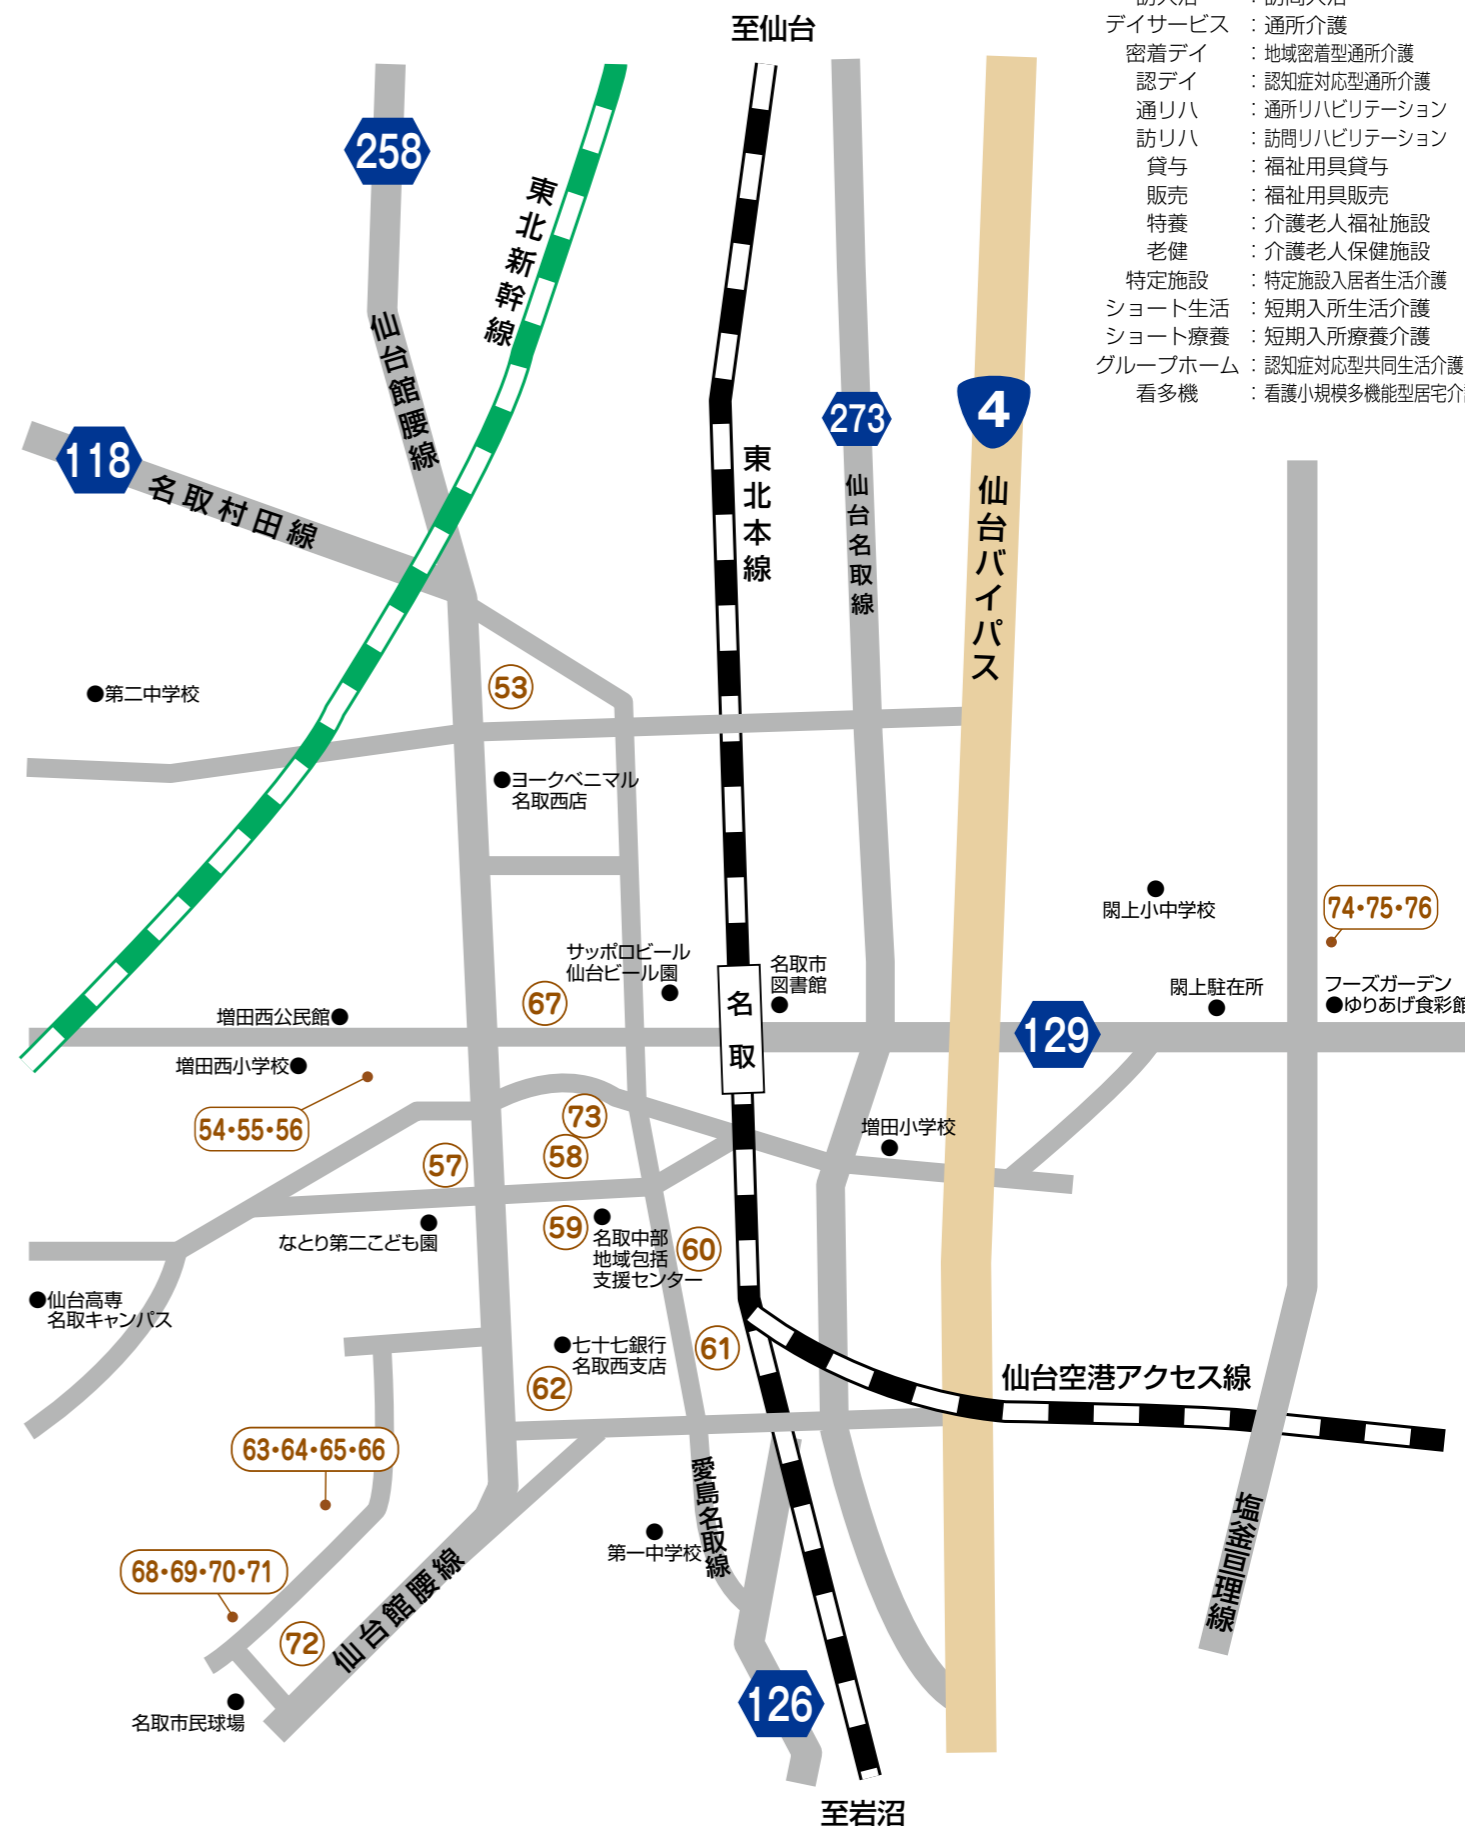 至仙台
デイサービス : 通所介護
密着デイ : 地域密着型通所介護
認デイ : 認知症対応型通所介護
通リハ : 通所リハビリテーション
訪リハ : 訪問リハビリテーション
貸与 : 福祉用具貸与
販売 : 福祉用具販売
特養 : 介護老人福祉施設
老健 : 介護老人保健施設
特定施設 : 特定施設入居者生活介護
ショート生活 : 短期入所生活介護
ショート療養 : 短期入所療養介護
グループホーム : 認知症対応型共同生活介護
看多機 : 看護小規模多機能型居宅介
258
東北新幹線
仙台館腰線
118
名取村田線
東北本線
273
仙台名取線
4
仙台バイパス
●第二中学校
53
●ヨークベニマル
名取西店
閖上小中学校
74・75・76
サッポロビール
仙台ビール園
名取市
図書館
67
名取
閖上駐在所
フーズガーデン
●ゆりあげ食彩館
増田西公民館●
129
増田西小学校●
54・55・56
73
58
57
増田小学校
59
なとり第二こども園
名取中部
地域包括
支援センター
60
●仙台高専
名取キャンパス
●七十七銀行
名取西支店
61
62
仙台空港アクセス線
63・64・65・66
愛島名取線
第一中学校
塩釜亘理線
68・69・70・71
72
仙台館腰線
名取市民球場
126
至岩沼